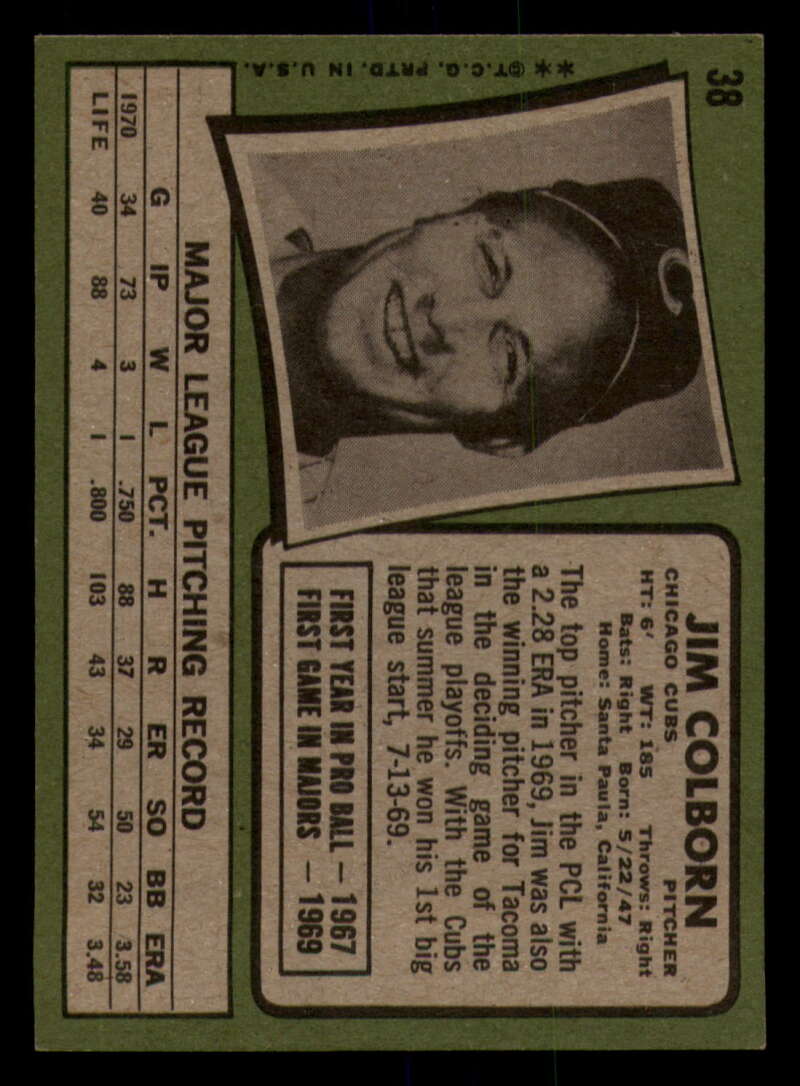 38
**©T.C.G. PRTD. IN U.S.A.
C
JIM COLBORN
CHICAGO CUBS PITCHER
HT: 6' WT: 185 Throws: Right
Bats: Right Born: 5/22/47
Home: Santa Paula, California
The top pitcher in the PCL with
a 2.28 ERA in 1969, Jim was also
the winning pitcher for Tacoma
in the deciding game of the
league playoffs. With the Cubs
that summer he won his 1st big
league start, 7-13-69.
FIRST YEAR IN PRO BALL — 1967
FIRST GAME IN MAJORS — 1969
MAJOR LEAGUE PITCHING RECORD
G IP W L PCT. H R ER SO BB ERA
1970 34 73 3 1 .750 88 37 29 50 23 3.58
LIFE 40 88 4 1 .800 103 43 34 54 32 3.48